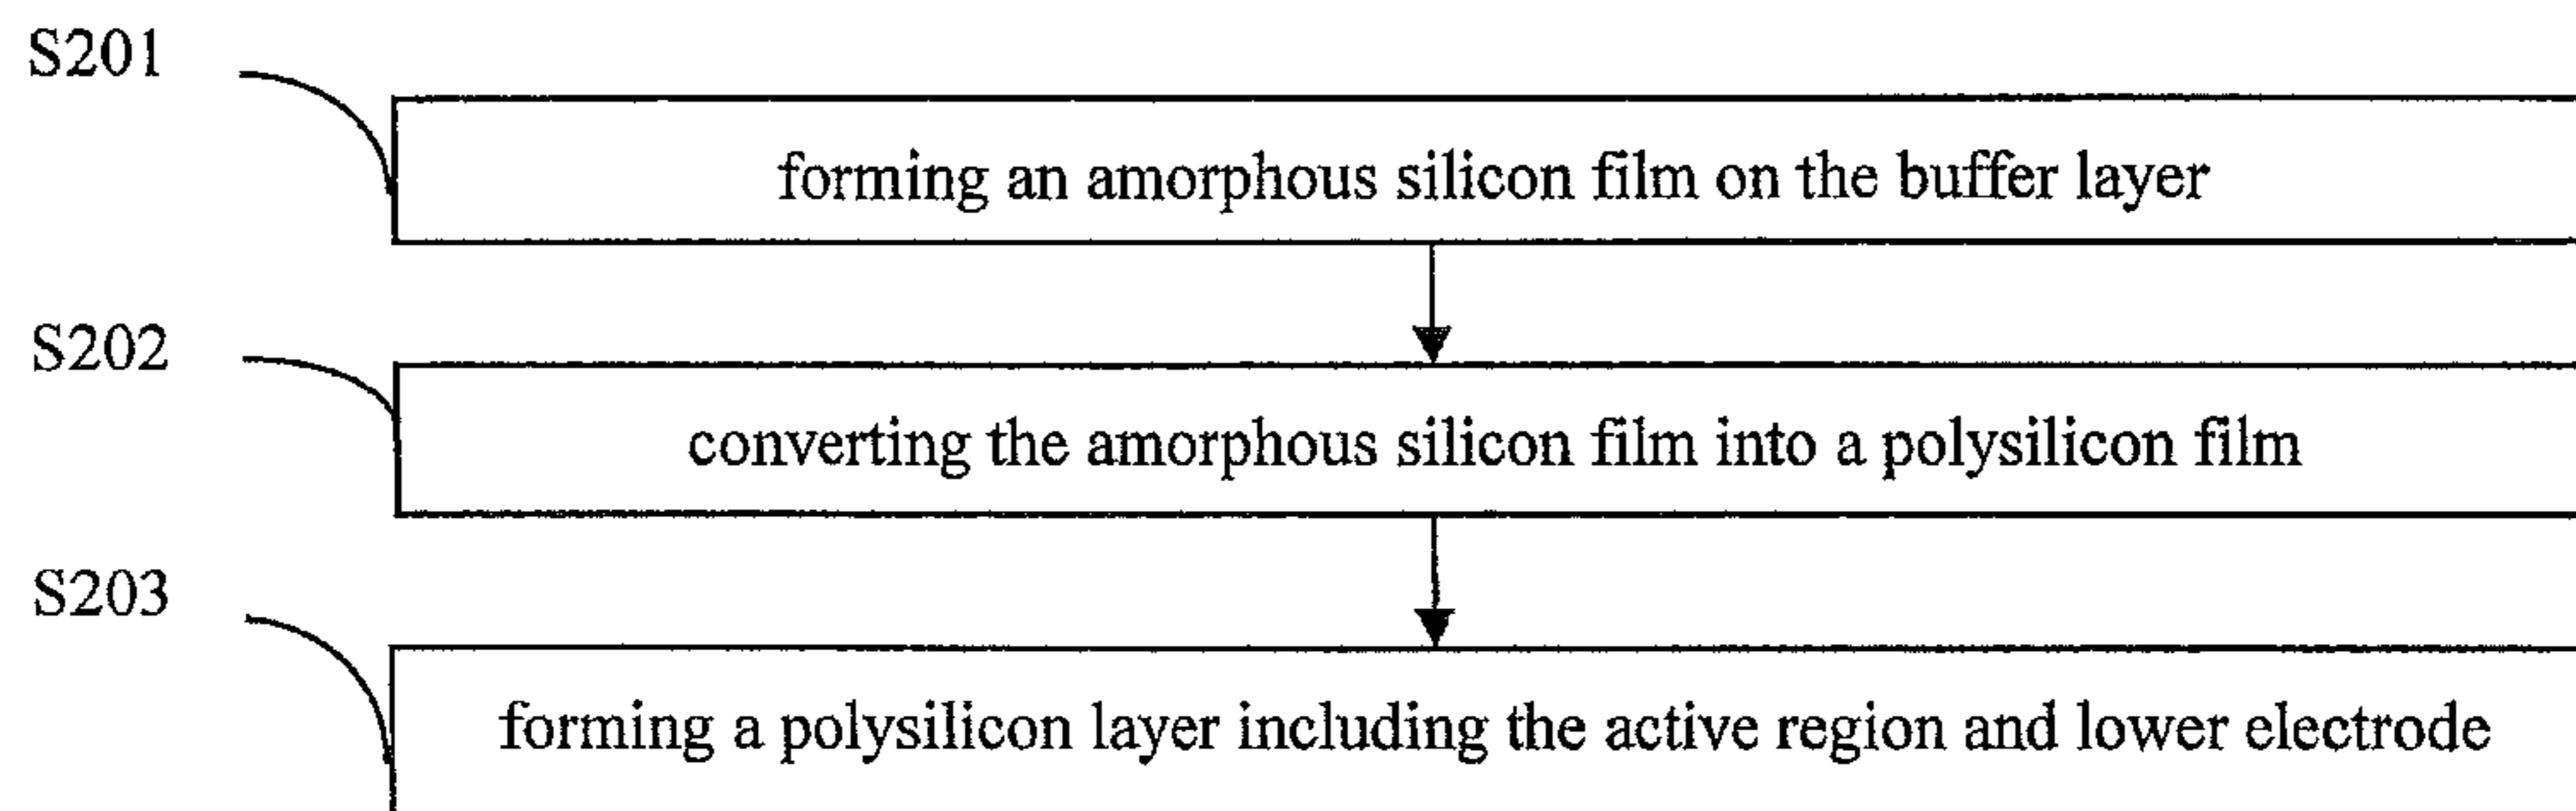 S201
forming an amorphous silicon film on the buffer layer
S202
converting the amorphous silicon film into a polysilicon film
S203
forming a polysilicon layer including the active region and lower electrode